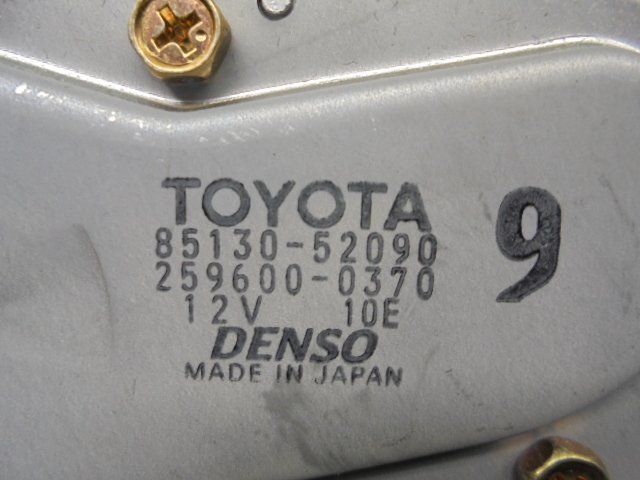 TOYOTA
85130-52090
259600-0370
12V 10E
DENSO
MADE IN JAPAN
9